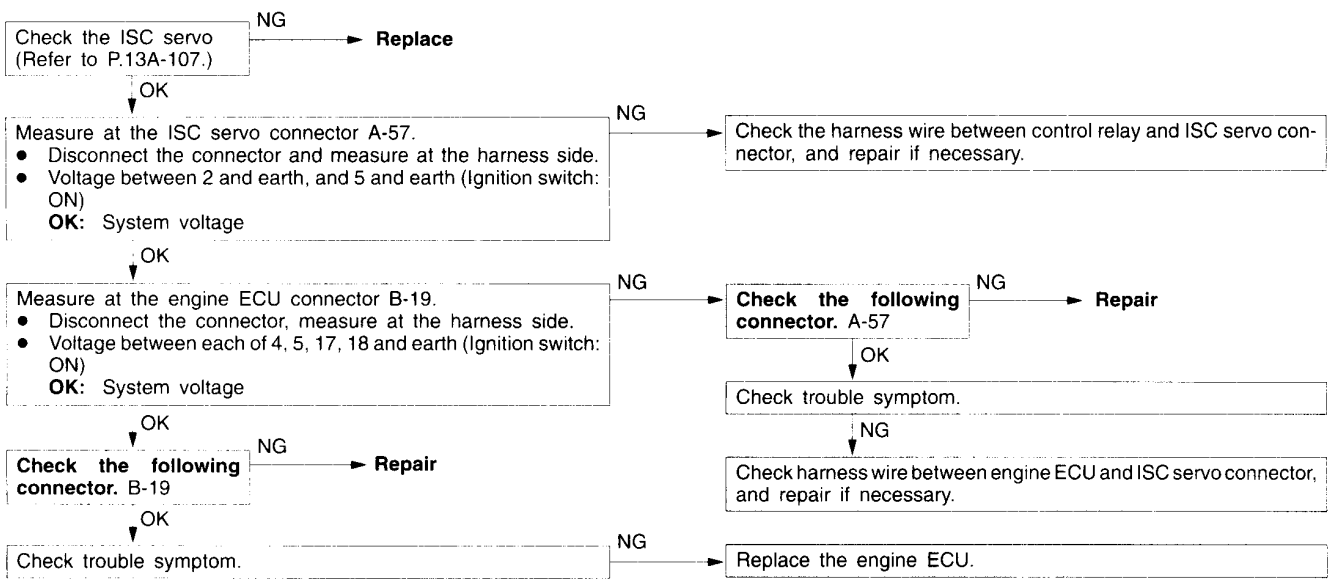 NG
Check the ISC servo
(Refer to P.13A-107.)
Replace
OK
Measure at the ISC servo connector A-57.
● Disconnect the connector and measure at the harness side.
● Voltage between 2 and earth, and 5 and earth (Ignition switch:
ON)
OK: System voltage
NG
Check the harness wire between control relay and ISC servo con-
nector, and repair if necessary.
OK
Measure at the engine ECU connector B-19.
● Disconnect the connector, measure at the harness side.
● Voltage between each of 4, 5, 17, 18 and earth (Ignition switch:
ON)
OK: System voltage
NG
Check the following
connector. A-57
NG
Repair
OK
Check trouble symptom.
NG
Check harness wire between engine ECU and ISC servo connector,
and repair if necessary.
OK
Check the following
connector. B-19
NG
Repair
OK
Check trouble symptom.
NG
Replace the engine ECU.